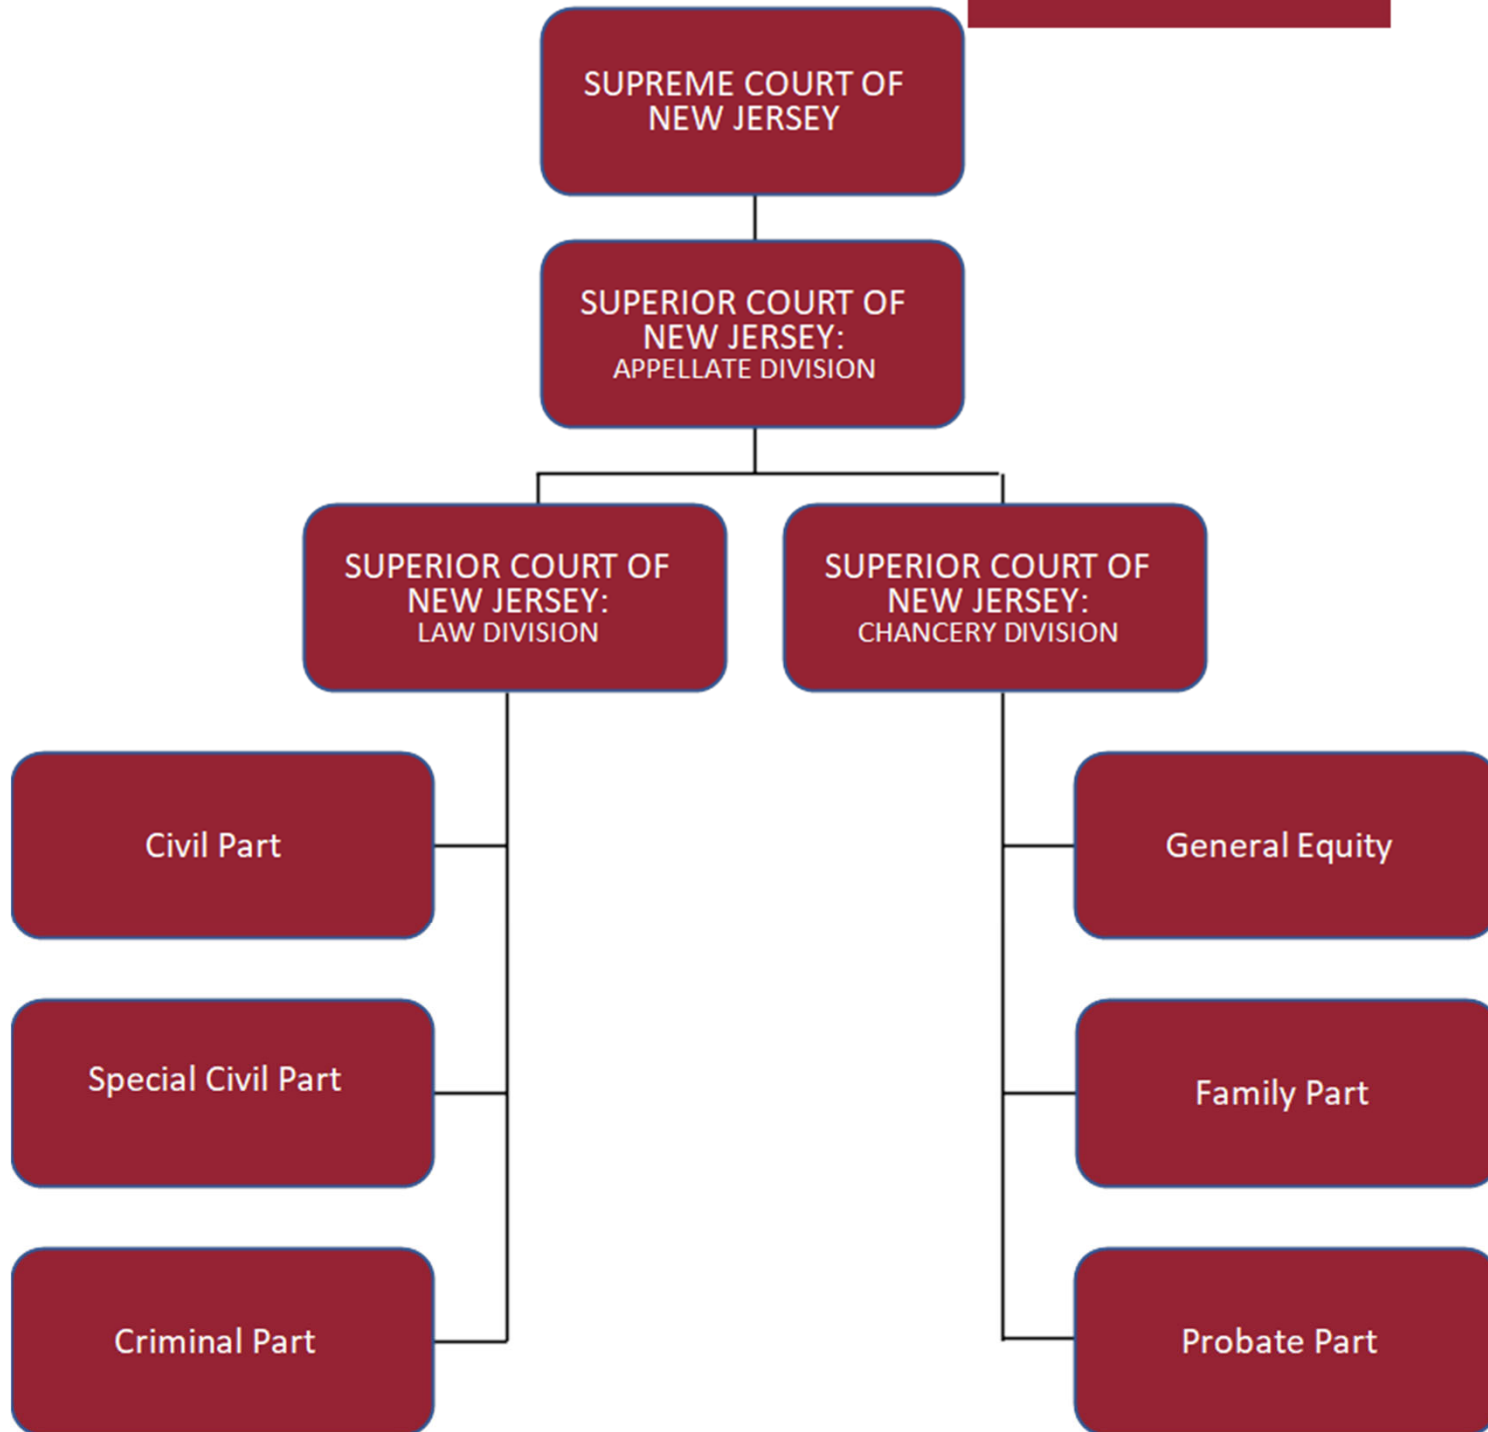 SUPREME COURT OF
NEW JERSEY
SUPERIOR COURT OF
NEW JERSEY:
APPELLATE DIVISION
SUPERIOR COURT OF
NEW JERSEY:
LAW DIVISION
SUPERIOR COURT OF
NEW JERSEY:
CHANCERY DIVISION
Civil Part
General Equity
Special Civil Part
Family Part
Criminal Part
Probate Part